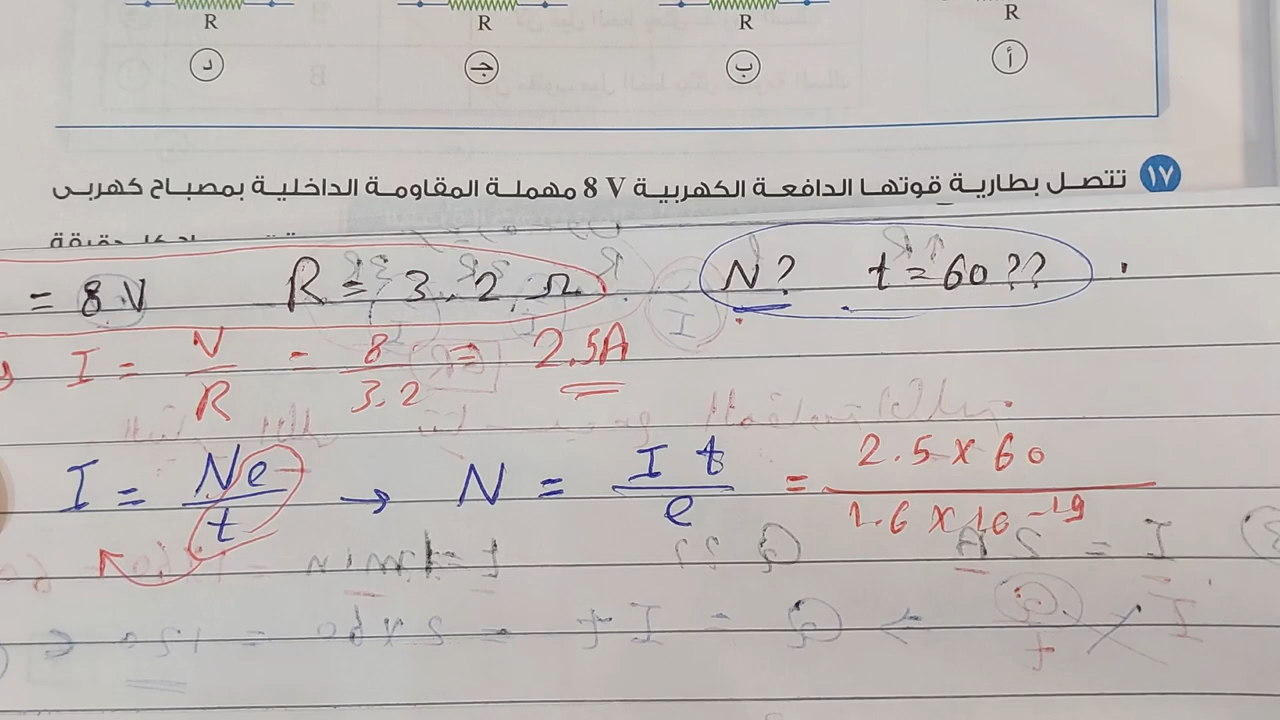 R R R R
أ ب جـ د
١٧ تتصل بطارية قوتها الدافعة الكهربية 8 V مهملة المقاومة الداخلية بمصباح كهربى
= 8 V R = 3.2 Ω N? t = 60 ??
I = V/R = 8/3.2 = 2.5A
I = Ne/t → N = I t/e = 2.5 x 60/1.6 x 10⁻¹⁹